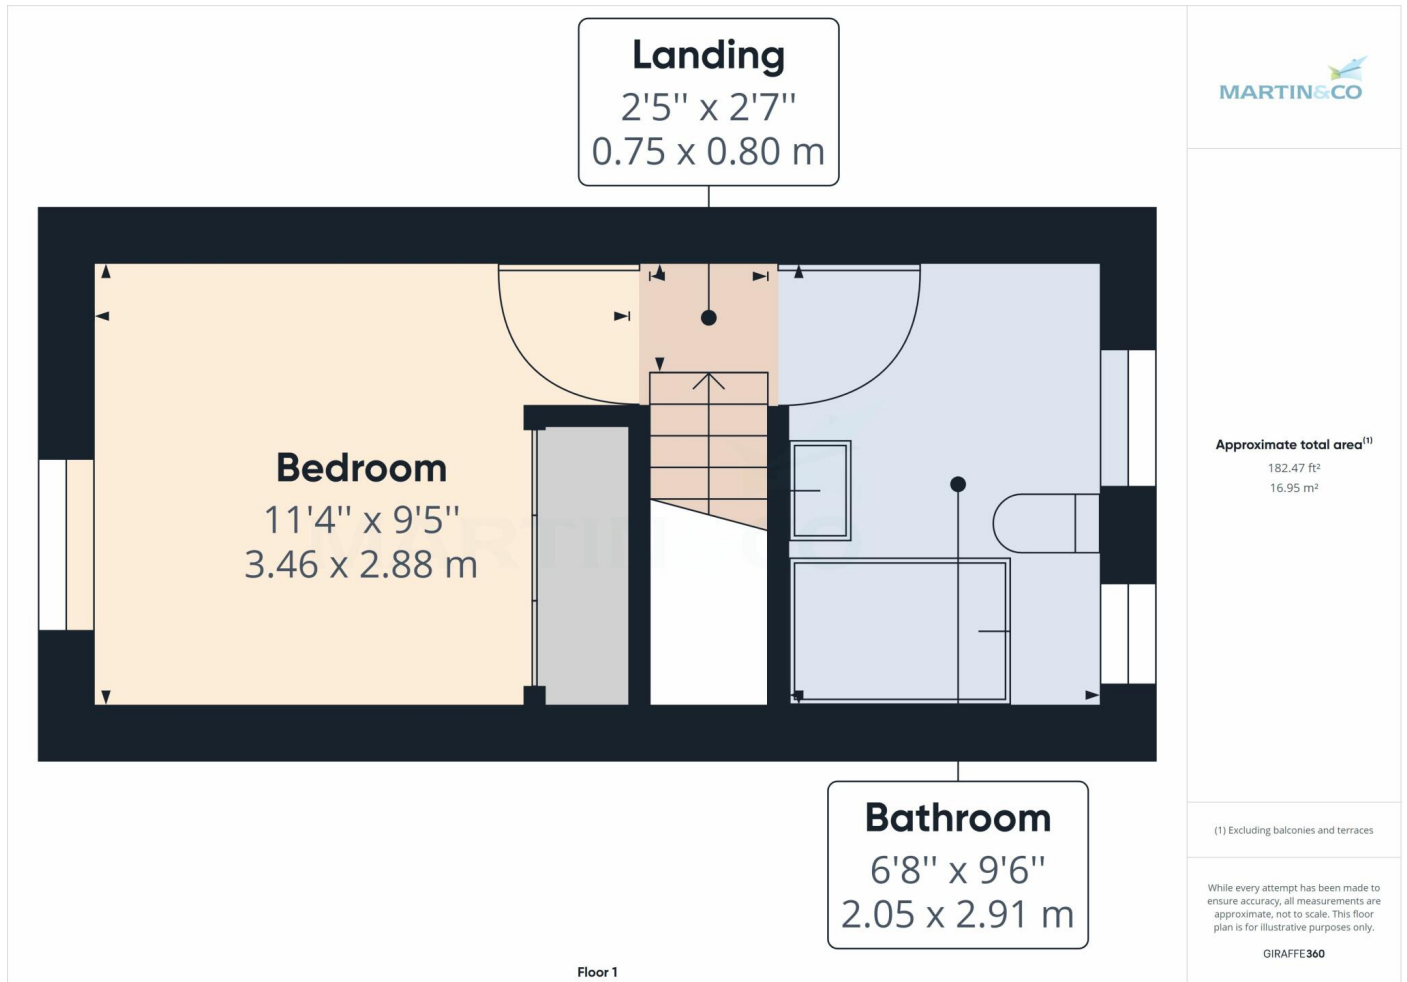 Landing
2'5'' x 2'7''
0.75 x 0.80 m
MARTIN&CO
Bedroom
11'4'' x 9'5''
3.46 x 2.88 m
MARTIN CO
Approximate total area(1)
182.47 ft²
16.95 m²
Bathroom
6'8'' x 9'6''
2.05 x 2.91 m
(1) Excluding balconies and terraces
While every attempt has been made to
ensure accuracy, all measurements are
approximate, not to scale. This floor
plan is for illustrative purposes only.
GIRAFFE360
Floor 1